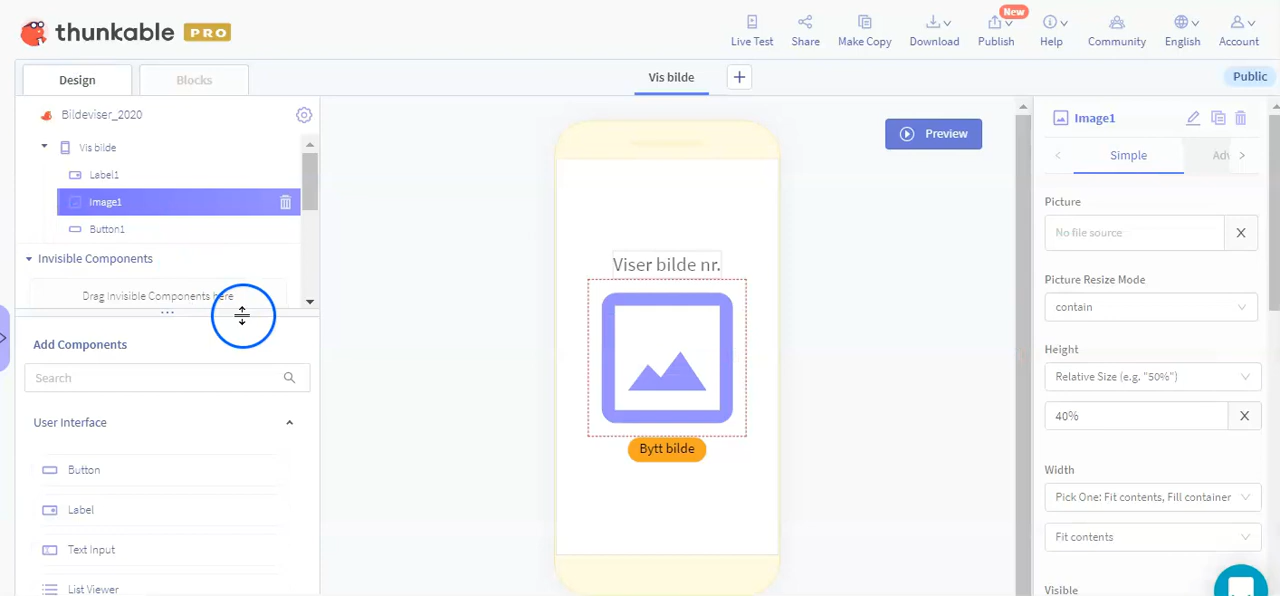 thunkable PRO
Live Test
Share
Make Copy
Download
New
Publish
Help
Community
English
Account
Design
Blocks
Vis bilde
+
Public
Bildeviser_2020
Vis bilde
Label1
Image1
Button1
Invisible Components
Drag Invisible Components here
Add Components
Search
User Interface
Button
Label
Text Input
List Viewer
Preview
Viser bilde nr.
Bytt bilde
Image1
Simple
Adv
Picture
No file source
X
Picture Resize Mode
contain
Height
Relative Size (e.g. "50%")
40%
X
Width
Pick One: Fit contents, Fill container
Fit contents
Visible